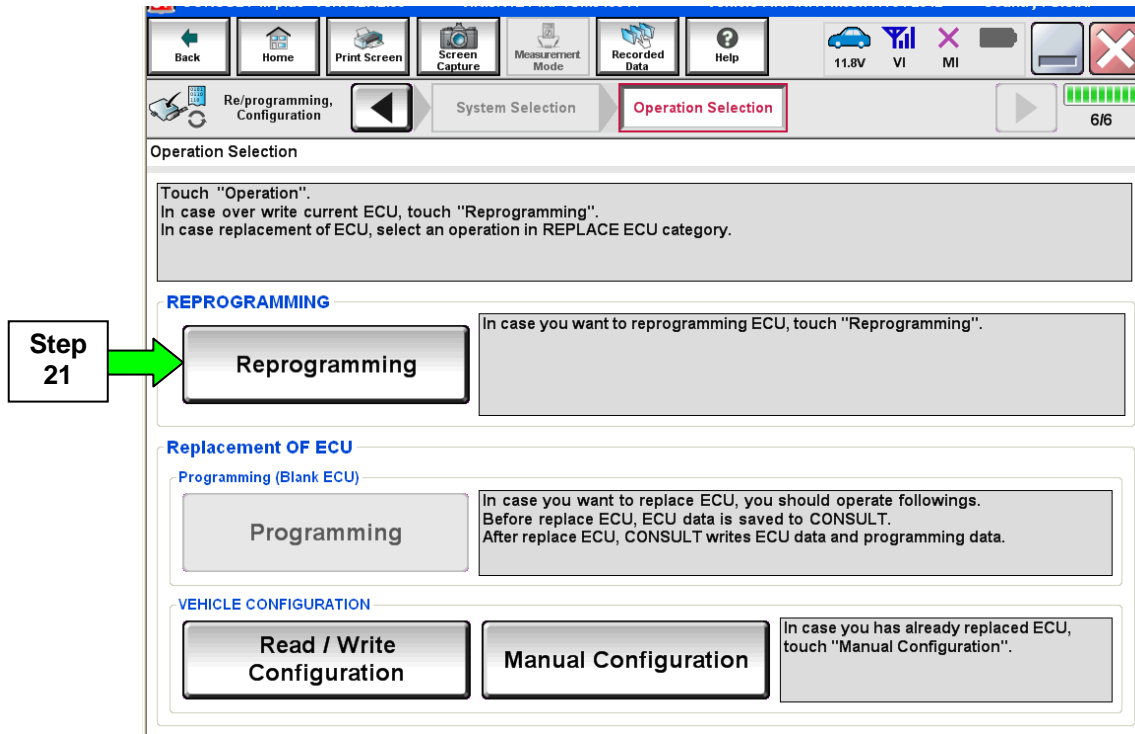 Back
Home
Print Screen
Screen
Capture
Measurement
Mode
Recorded
Data
Help
11.8V
VI
MI
Re/programming,
Configuration
System Selection
Operation Selection
6/6
Operation Selection
Touch "Operation".
In case over write current ECU, touch "Reprogramming".
In case replacement of ECU, select an operation in REPLACE ECU category.
REPROGRAMMING
Step
21
Reprogramming
In case you want to reprogramming ECU, touch "Reprogramming".
Replacement OF ECU
Programming (Blank ECU)
Programming
In case you want to replace ECU, you should operate followings.
Before replace ECU, ECU data is saved to CONSULT.
After replace ECU, CONSULT writes ECU data and programming data.
VEHICLE CONFIGURATION
Read / Write
Configuration
Manual Configuration
In case you has already replaced ECU,
touch "Manual Configuration".